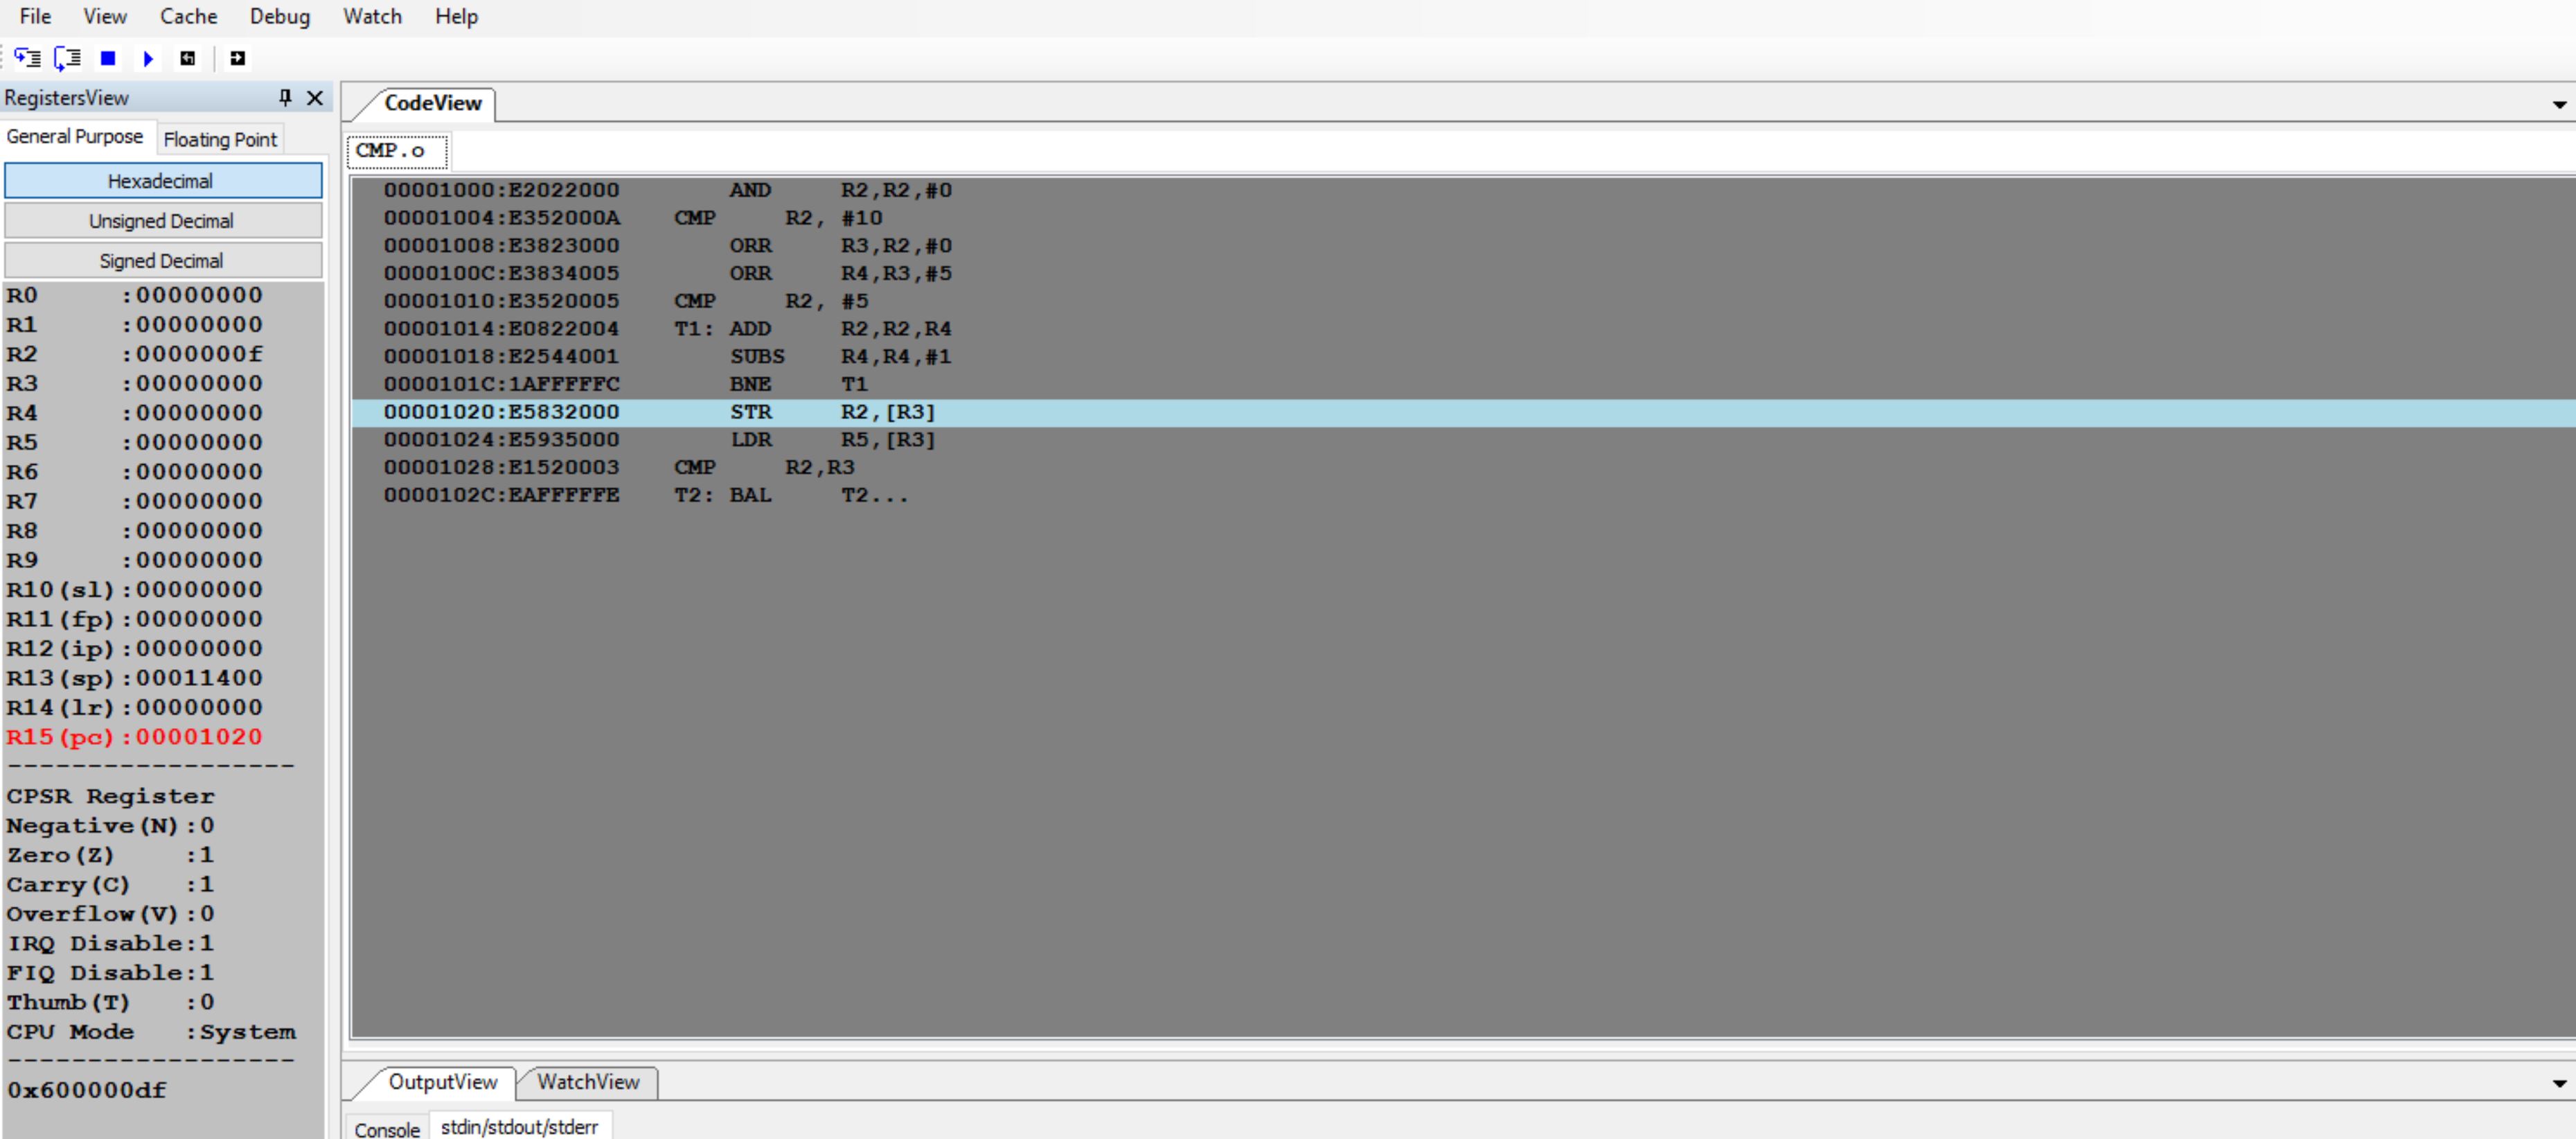 File View Cache Debug Watch Help
RegistersView
General Purpose Floating Point
Hexadecimal
Unsigned Decimal
Signed Decimal
R0 :00000000
R1 :00000000
R2 :0000000f
R3 :00000000
R4 :00000000
R5 :00000000
R6 :00000000
R7 :00000000
R8 :00000000
R9 :00000000
R10(sl):00000000
R11(fp):00000000
R12(ip):00000000
R13(sp):00011400
R14(lr):00000000
R15(pc):00001020
------------------
CPSR Register
Negative(N):0
Zero(Z) :1
Carry(C) :1
Overflow(V):0
IRQ Disable:1
FIQ Disable:1
Thumb(T) :0
CPU Mode :System
------------------
0x600000df
CodeView
CMP.o
00001000:E2022000 AND R2,R2,#0
00001004:E352000A CMP R2, #10
00001008:E3823000 ORR R3,R2,#0
0000100C:E3834005 ORR R4,R3,#5
00001010:E3520005 CMP R2, #5
00001014:E0822004 T1: ADD R2,R2,R4
00001018:E2544001 SUBS R4,R4,#1
0000101C:1AFFFFFC BNE T1
00001020:E5832000 STR R2,[R3]
00001024:E5935000 LDR R5,[R3]
00001028:E1520003 CMP R2,R3
0000102C:EAFFFFFE T2: BAL T2...
OutputView WatchView
Console stdin/stdout/stderr